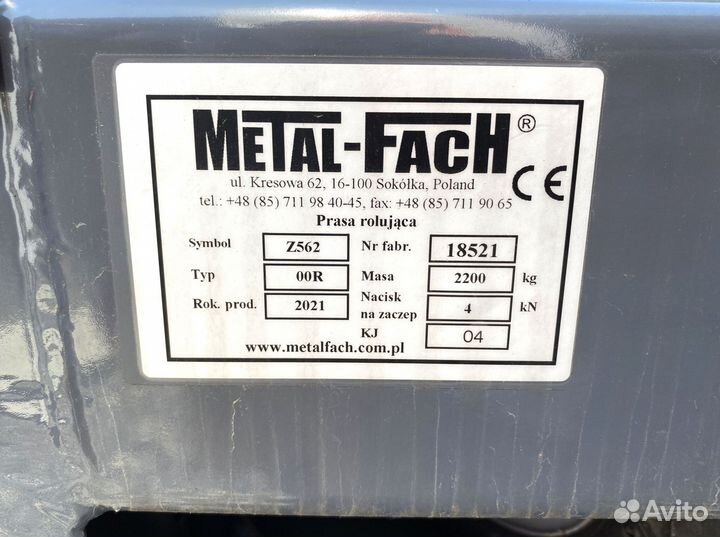 METAL-FACH®
ul. Kresowa 62, 16-100 Sokółka, Poland
tel.: +48 (85) 711 98 40-45, fax: +48 (85) 711 90 65
CE
Prasa rolująca
Symbol Z562 Nr fabr. 18521
Typ 00R Masa 2200 kg
Rok. prod. 2021 Nacisk na zaczep 4 kN
KJ 04
www.metalfach.com.pl
Avito